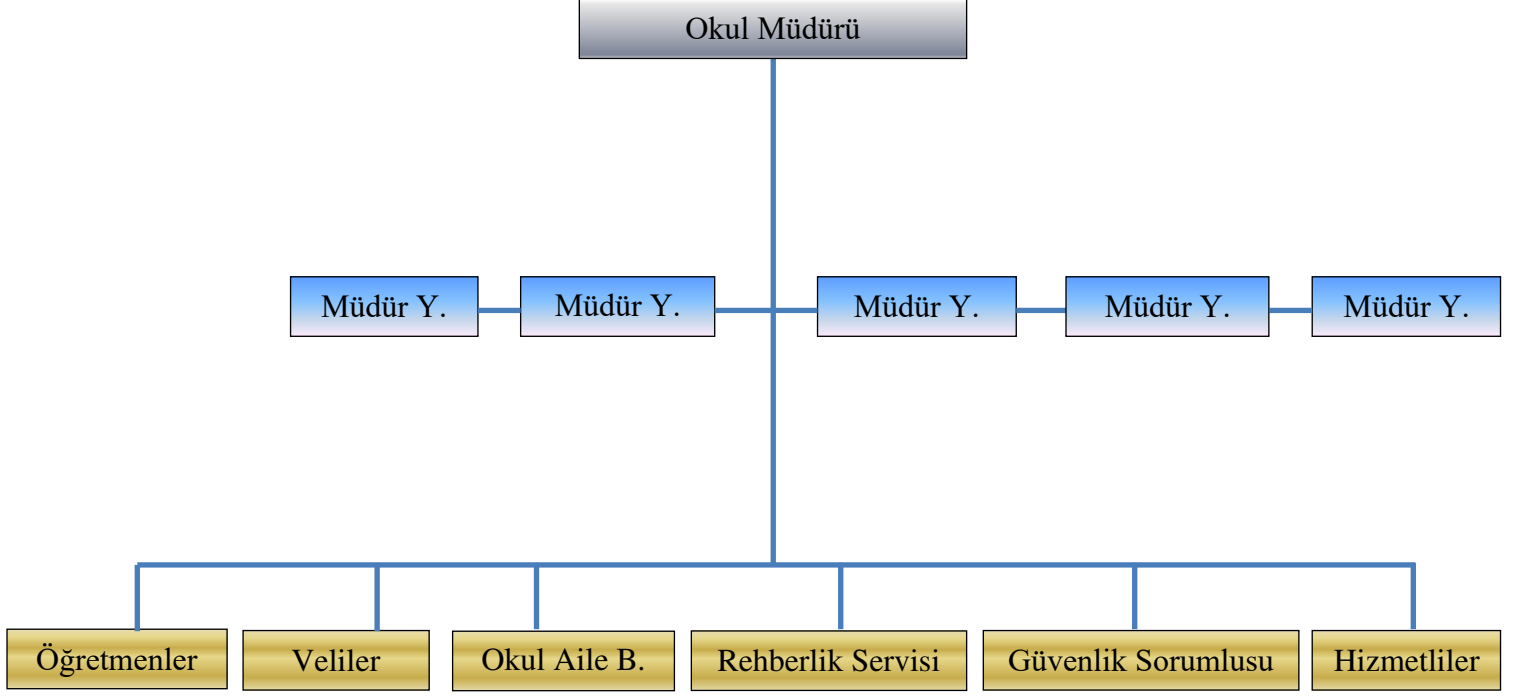 Okul Müdürü
Müdür Y.
Müdür Y.
Müdür Y.
Müdür Y.
Müdür Y.
Öğretmenler
Veliler
Okul Aile B.
Rehberlik Servisi
Güvenlik Sorumlusu
Hizmetliler